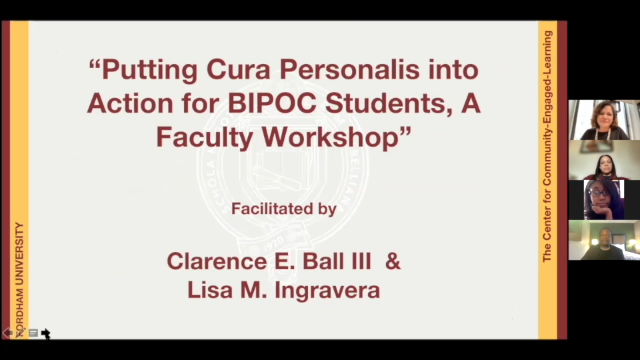 “Putting Cura Personalis into
Action for BIPOC Students, A
Faculty Workshop”
Facilitated by
Clarence E. Ball III &
Lisa M. Ingravera
FORDHAM UNIVERSITY
The Center for Community-Engaged-Learning